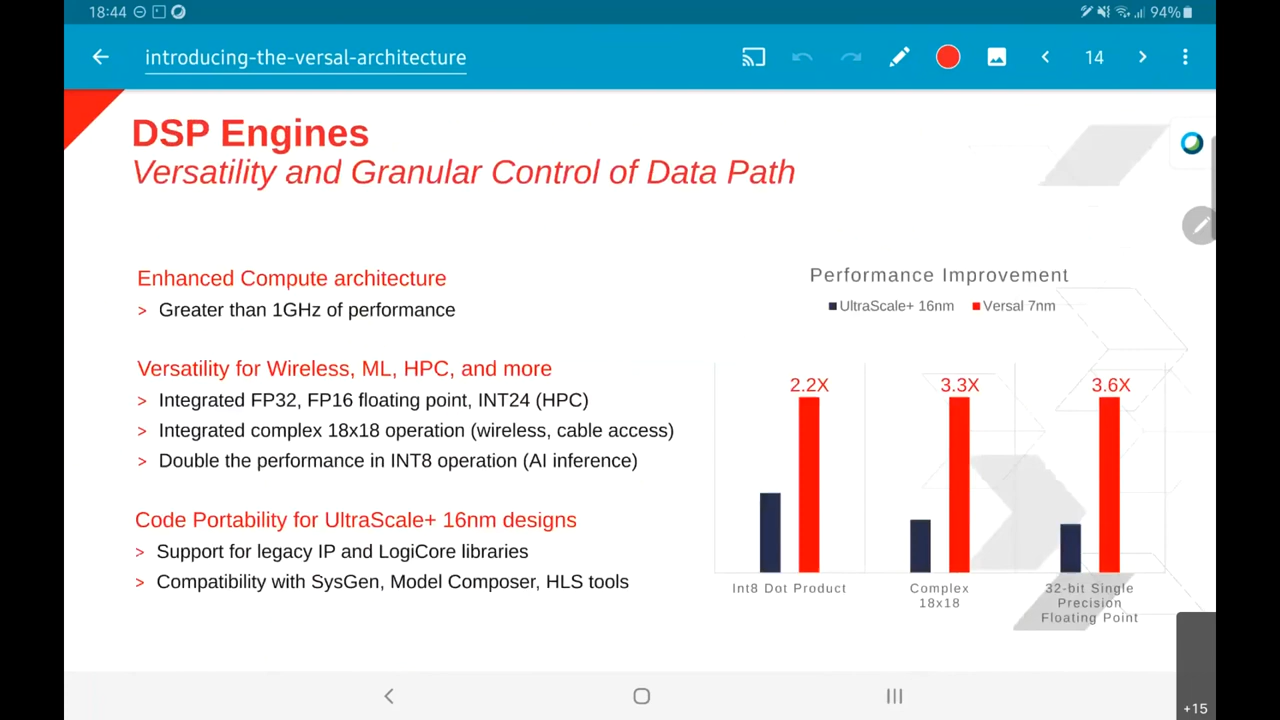 18:44
94%
introducing-the-versal-architecture
14
DSP Engines
Versatility and Granular Control of Data Path
Enhanced Compute architecture
> Greater than 1GHz of performance
Versatility for Wireless, ML, HPC, and more
> Integrated FP32, FP16 floating point, INT24 (HPC)
> Integrated complex 18x18 operation (wireless, cable access)
> Double the performance in INT8 operation (AI inference)
Code Portability for UltraScale+ 16nm designs
> Support for legacy IP and LogiCore libraries
> Compatibility with SysGen, Model Composer, HLS tools
Performance Improvement
UltraScale+ 16nm Versal 7nm
2.2X 3.3X 3.6X
Int8 Dot Product
Complex
18x18
32-bit Single
Precision
Floating Point
+15